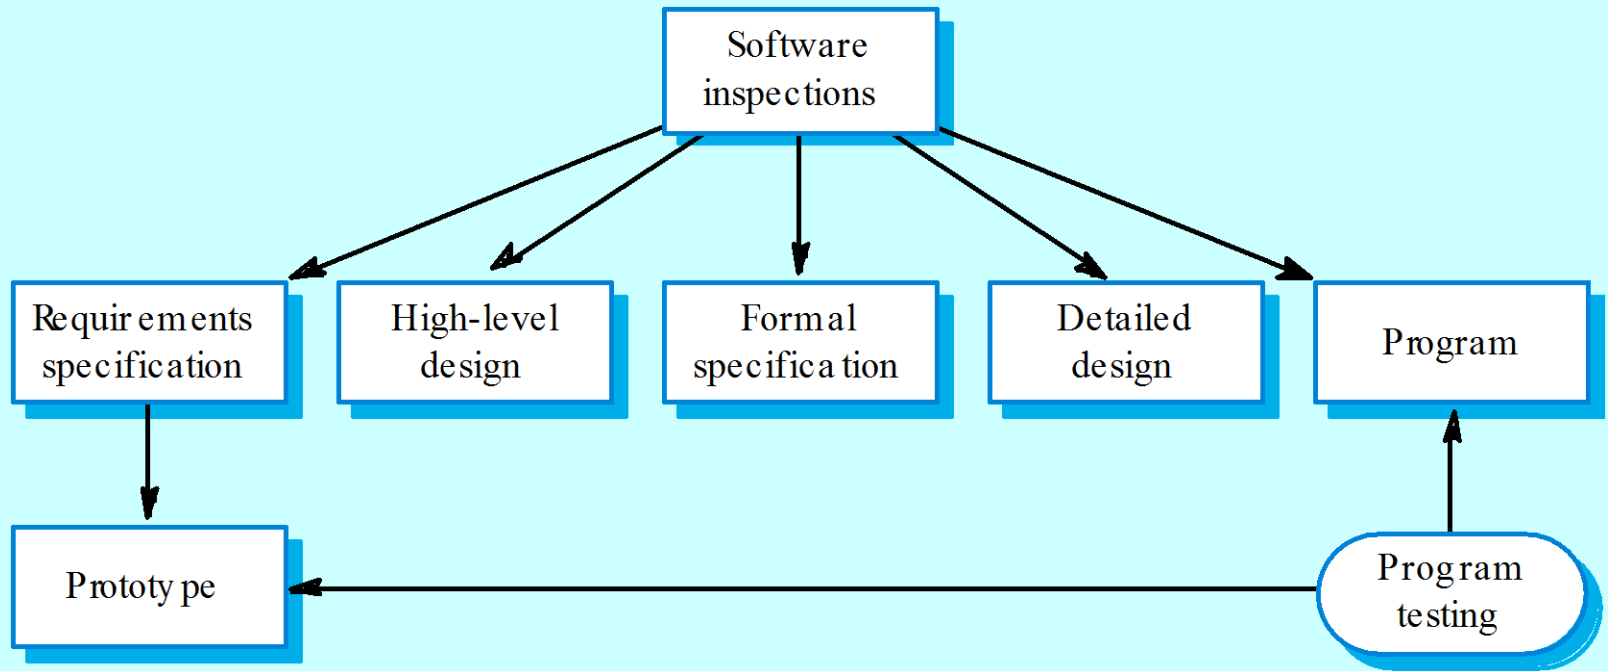 Software
inspections
Requirements
specification
High-level
design
Formal
specification
Detailed
design
Program
Prototype
Program
testing